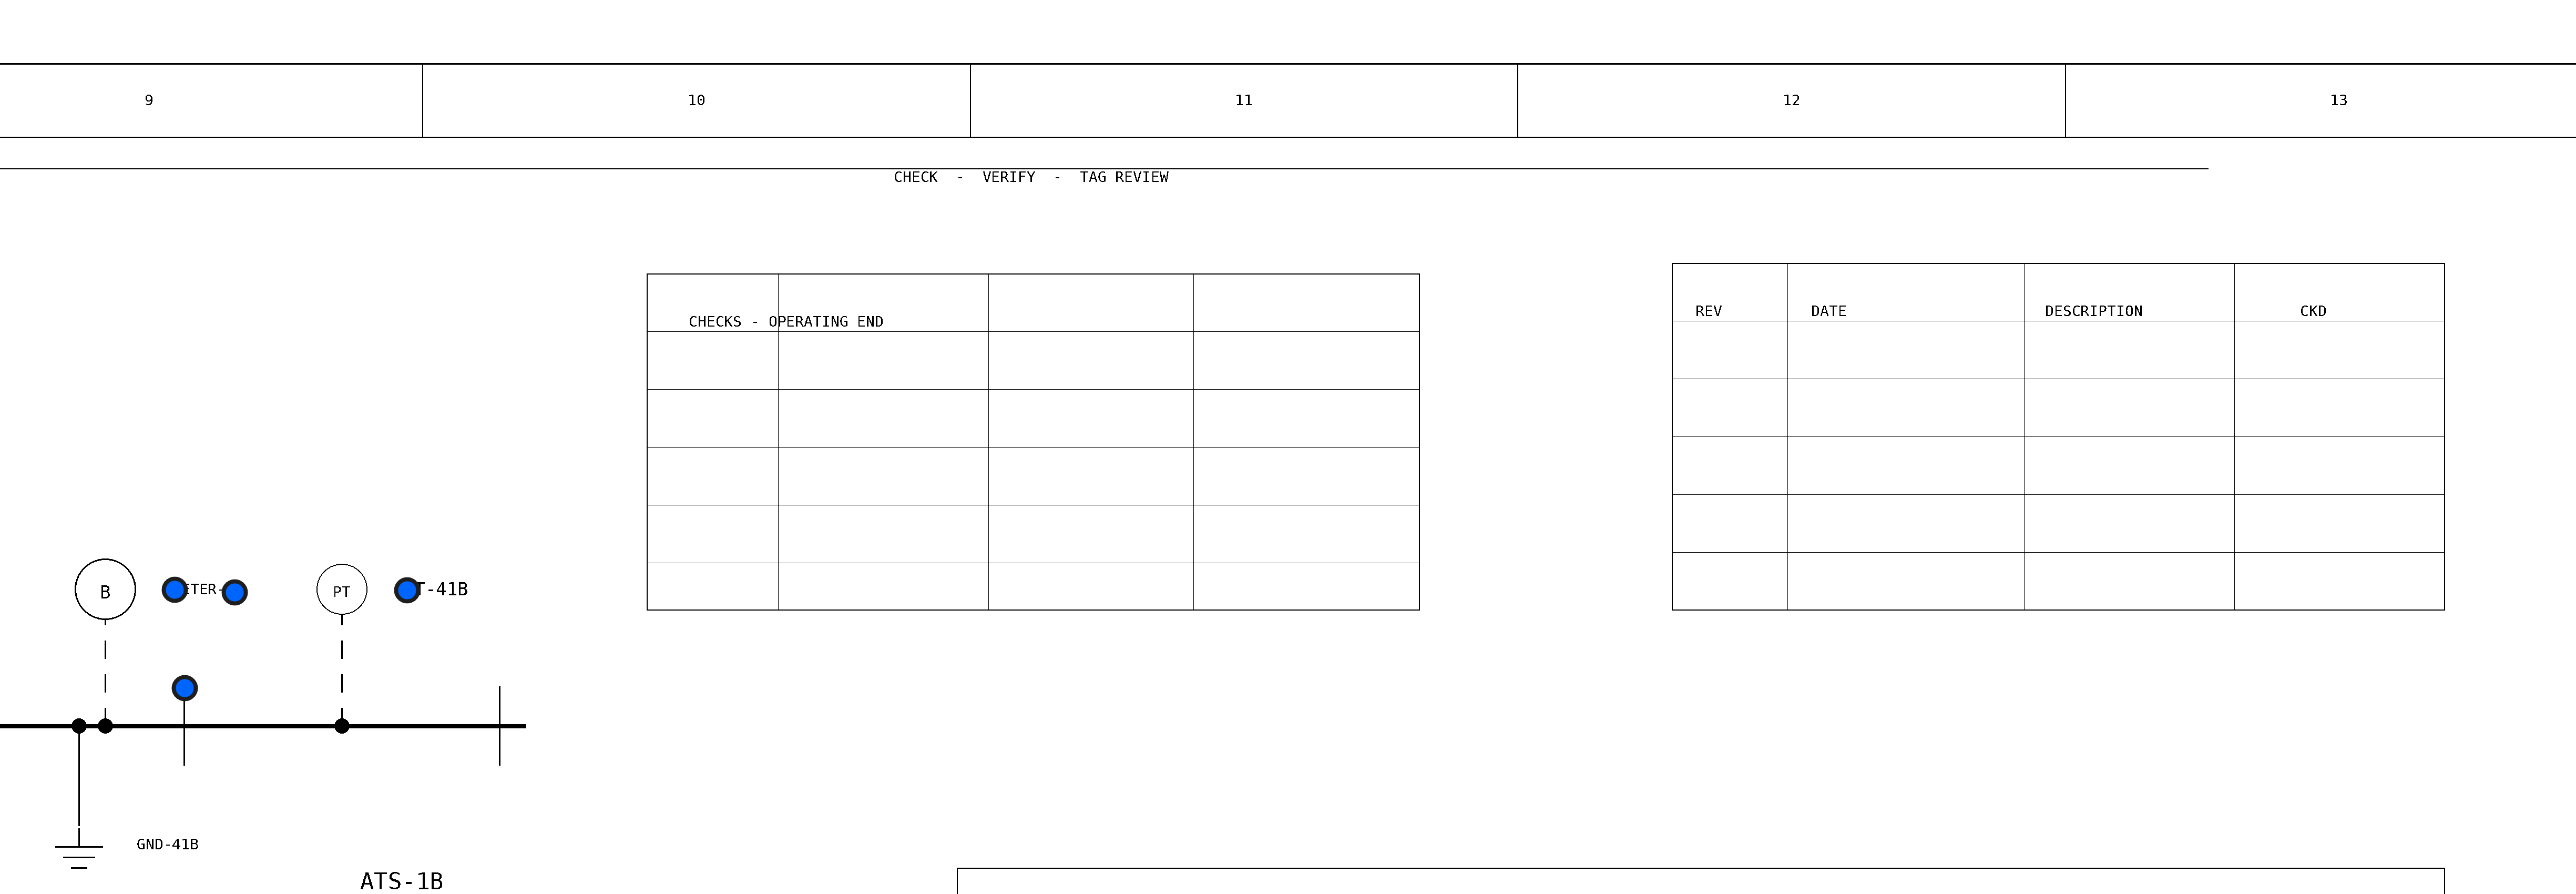 9 10 11 12 13
CHECK - VERIFY - TAG REVIEW
REV DATE DESCRIPTION CKD
CHECKS - OPERATING END
B
PT
GND-41B
ATS-1B